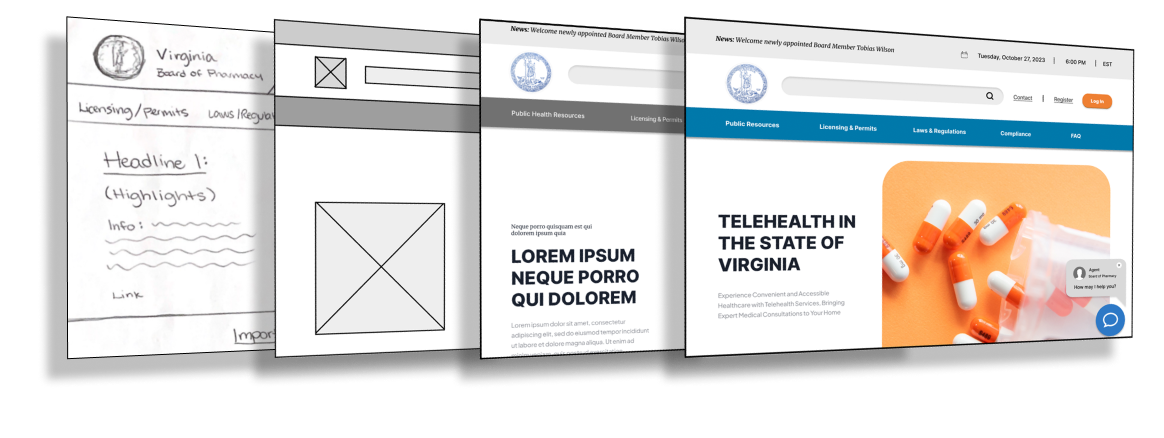 Virginia
Board of Pharmacy
Licensing/permits Laws/Regula
Headline 1:
(Highlights)
Info:
Link
Impor
News: Welcome newly appointed Board Member Tobias Wilso
Public Health Resources Licensing & Permits
Neque porro quisquam est qui
dolorem ipsum quia
LOREM IPSUM
NEQUE PORRO
QUI DOLOREM
Lorem ipsum dolor sit amet, consectetur
adipiscing elit, sed do eiusmod tempor incididunt
ut labore et dolore magna aliqua. Ut enim ad
News: Welcome newly appointed Board Member Tobias Wilson
Tuesday, October 27, 2023 | 6:00 PM | EST
Contact | Register Log In
Public Resources Licensing & Permits Laws & Regulations Compliance FAQ
TELEHEALTH IN
THE STATE OF
VIRGINIA
Experience Convenient and Accessible
Healthcare with Telehealth Services, Bringing
Expert Medical Consultations to Your Home
Agent
Board of Pharmacy
How may I help you?